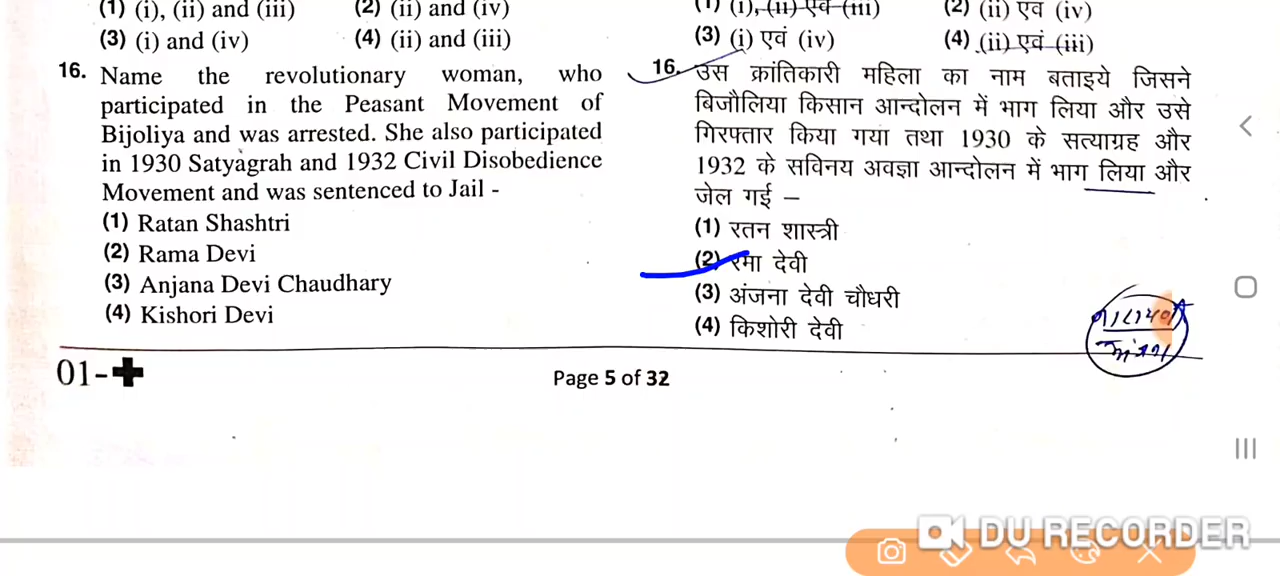 (1) (i), (ii) and (iii) (2) (ii) and (iv)
(3) (i) and (iv) (4) (ii) and (iii)
16. Name the revolutionary woman, who
participated in the Peasant Movement of
Bijoliya and was arrested. She also participated
in 1930 Satyagrah and 1932 Civil Disobedience
Movement and was sentenced to Jail -
(1) Ratan Shashtri
(2) Rama Devi
(3) Anjana Devi Chaudhary
(4) Kishori Devi
(1) (i), (ii) एवं (iii) (2) (ii) एवं (iv)
(3) (i) एवं (iv) (4) (ii) एवं (iii)
16. उस क्रांतिकारी महिला का नाम बताइये जिसने
बिजौलिया किसान आन्दोलन में भाग लिया और उसे
गिरफ्तार किया गया तथा 1930 के सत्याग्रह और
1932 के सविनय अवज्ञा आन्दोलन में भाग लिया और
जेल गई –
(1) रतन शास्त्री
(2) रमा देवी
(3) अंजना देवी चौधरी
(4) किशोरी देवी
01-
Page 5 of 32
DU RECORDER